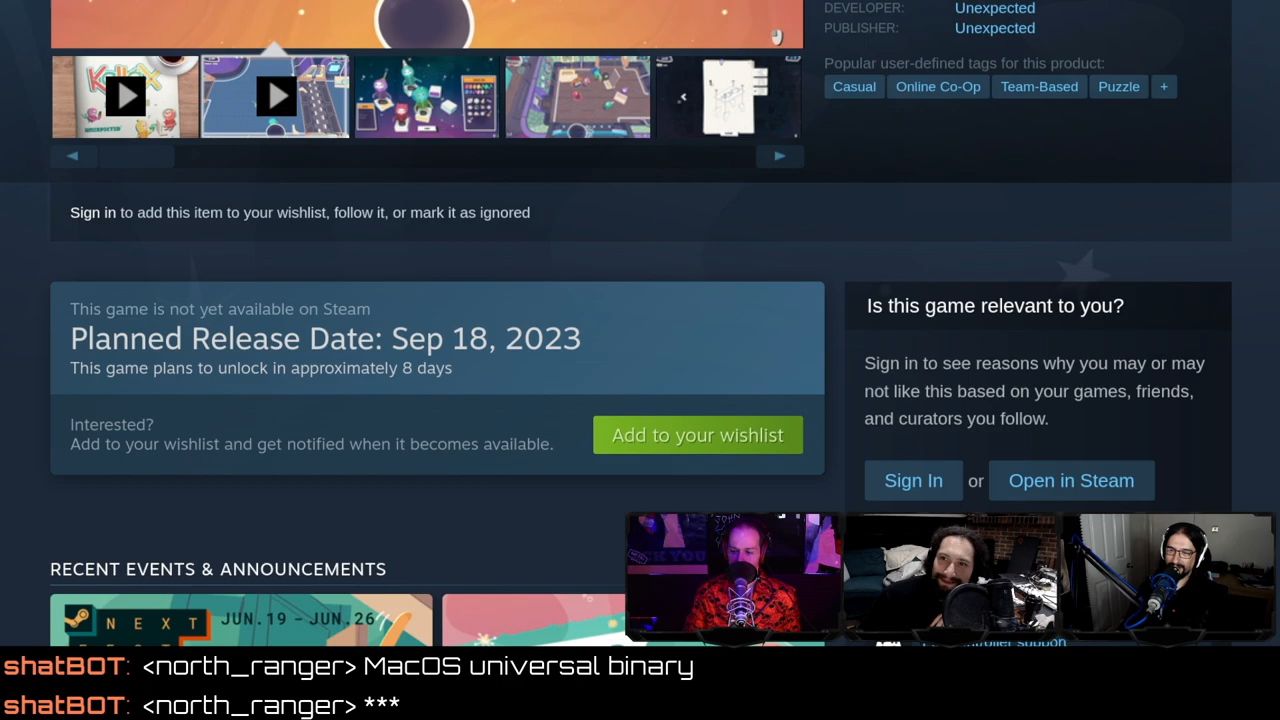 DEVELOPER: Unexpected
PUBLISHER: Unexpected
Popular user-defined tags for this product:
Casual Online Co-Op Team-Based Puzzle +
Sign in to add this item to your wishlist, follow it, or mark it as ignored
This game is not yet available on Steam
Planned Release Date: Sep 18, 2023
This game plans to unlock in approximately 8 days
Interested?
Add to your wishlist and get notified when it becomes available.
Add to your wishlist
Is this game relevant to you?
Sign in to see reasons why you may or may
not like this based on your games, friends,
and curators you follow.
Sign In or Open in Steam
RECENT EVENTS & ANNOUNCEMENTS
NEXT
JUN.19 - JUN.26
shatBOT: <north_ranger> MacOS universal binary
shatBOT: <north_ranger> ***